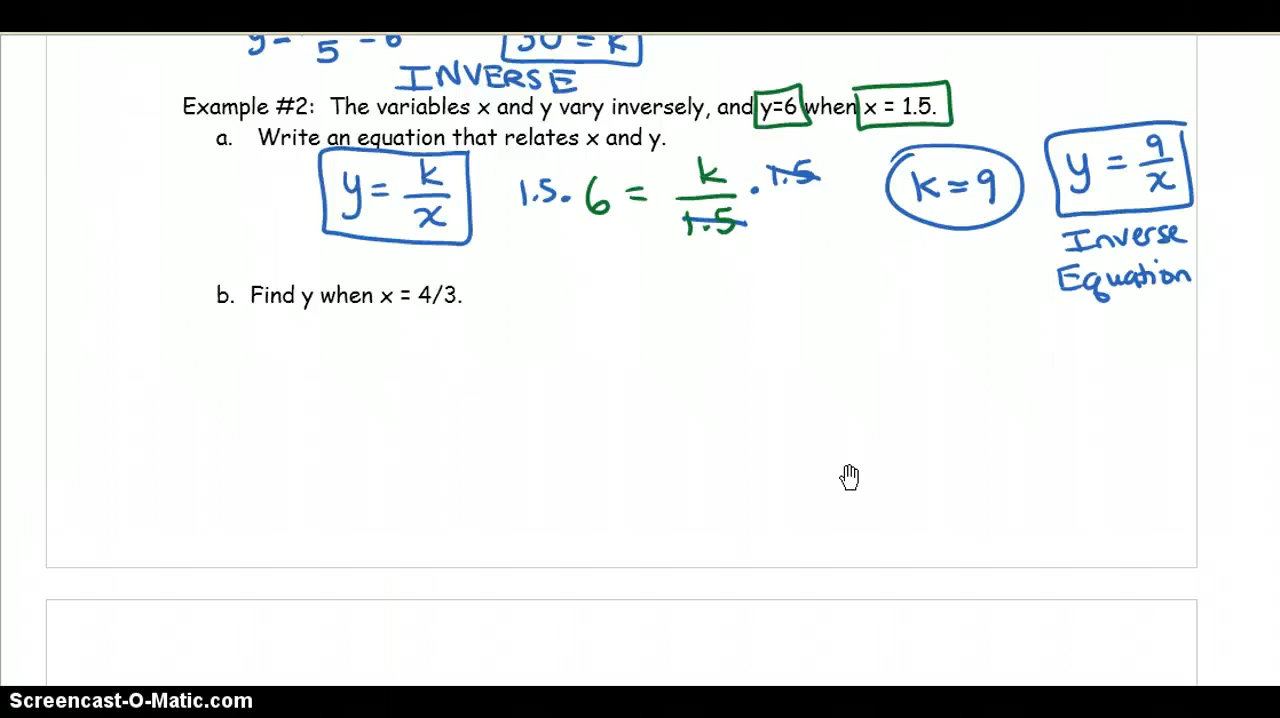 INVERSE
Example #2: The variables x and y vary inversely, and y=6 when x = 1.5.
a. Write an equation that relates x and y.
y = k/x 1.5 · 6 = k/1.5 · 1.5 k = 9 y = 9/x
Inverse
Equation
b. Find y when x = 4/3.
Screencast-O-Matic.com